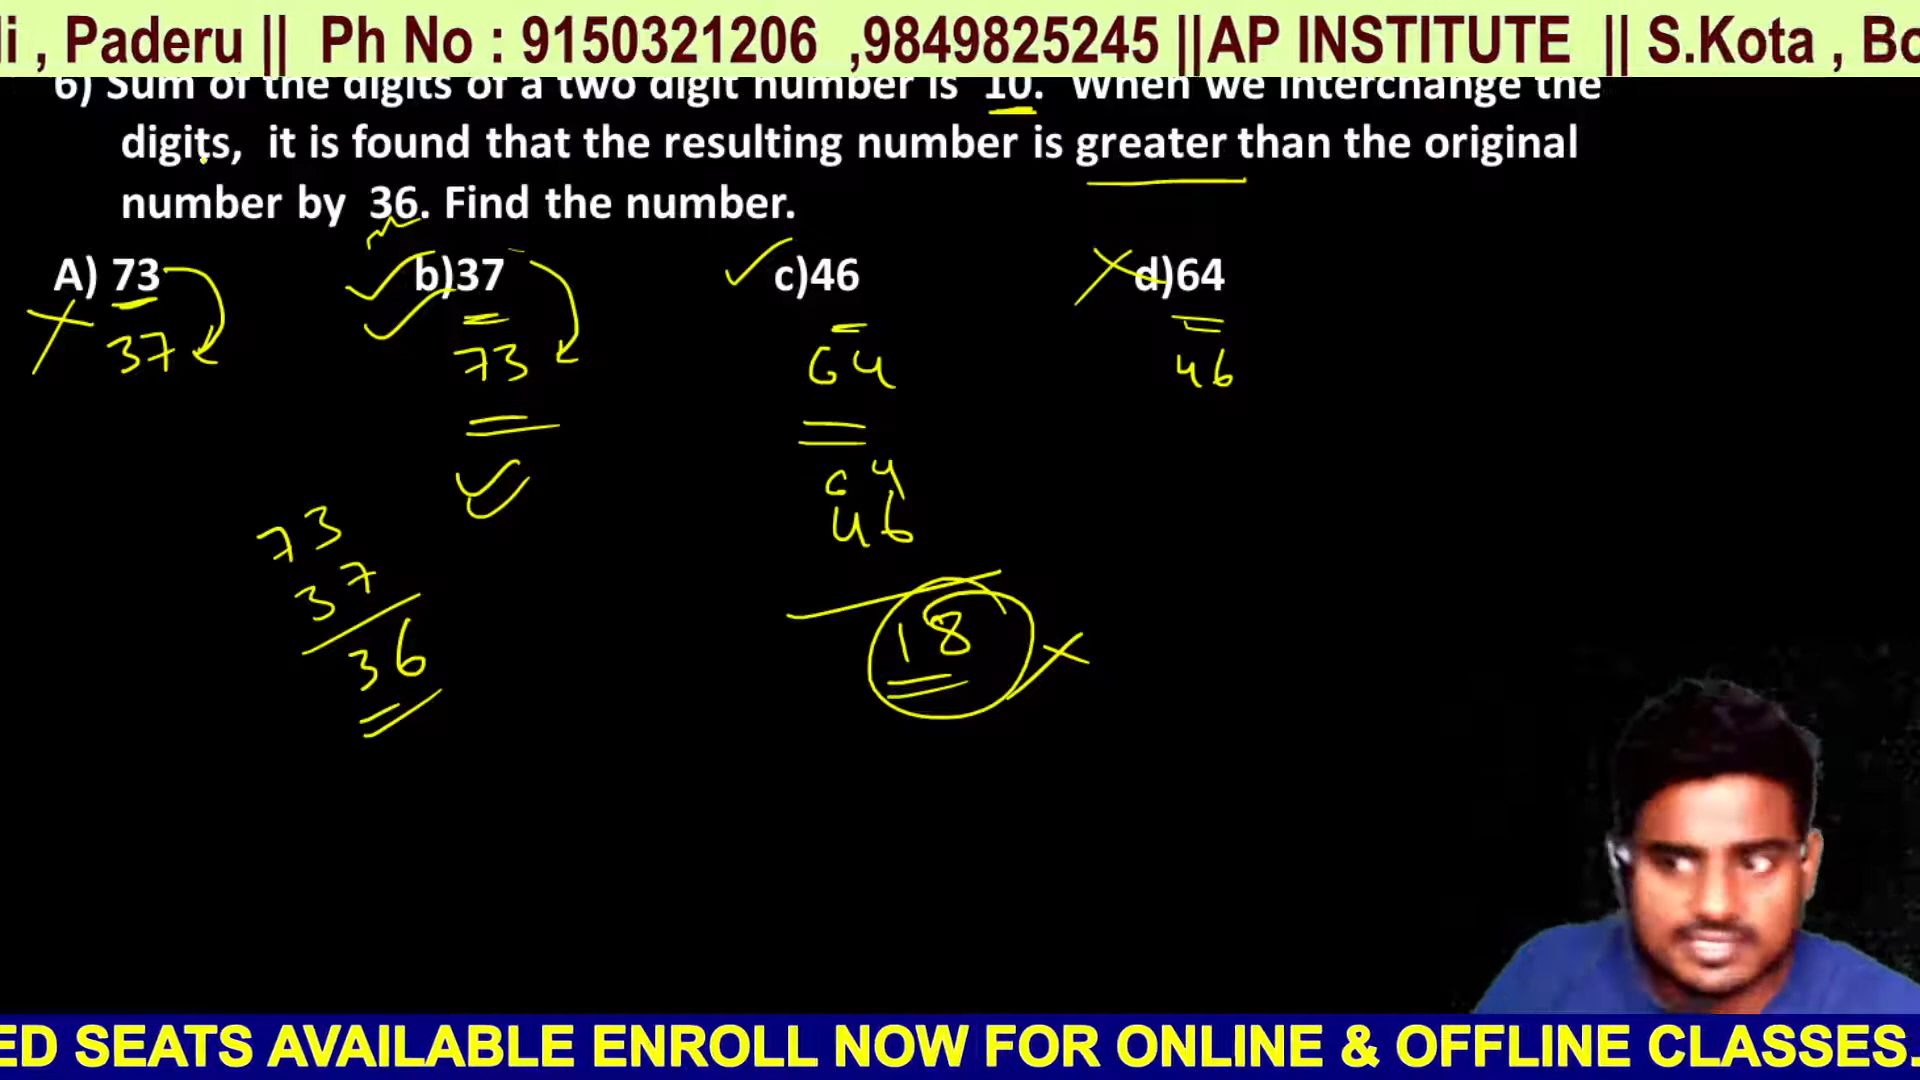 i , Paderu || Ph No : 9150321206 ,9849825245 ||AP INSTITUTE || S.Kota , Bo
6) Sum of the digits of a two digit number is 10. When we interchange the
digits, it is found that the resulting number is greater than the original
number by 36. Find the number.
A) 73 b)37 c)46 d)64
37 73 64 46
64
46
18
73
37
36
ED SEATS AVAILABLE ENROLL NOW FOR ONLINE & OFFLINE CLASSES.